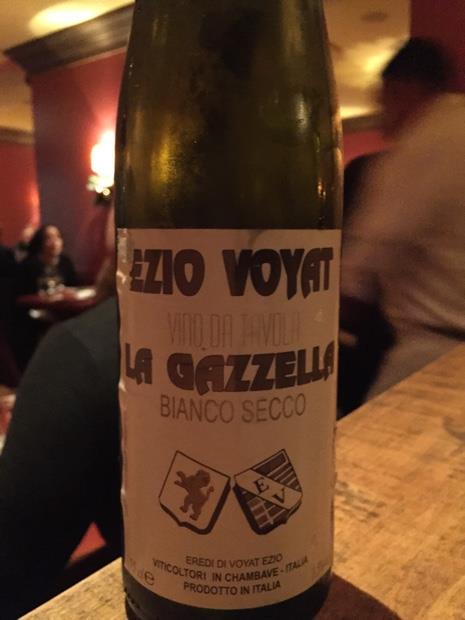 EZIO VOYAT
VINO DA TAVOLA
LA GAZZELLA
BIANCO SECCO
E V
EREDI DI VOYAT EZIO
VITICOLTORI IN CHAMBAVE - ITALIA
PRODOTTO IN ITALIA